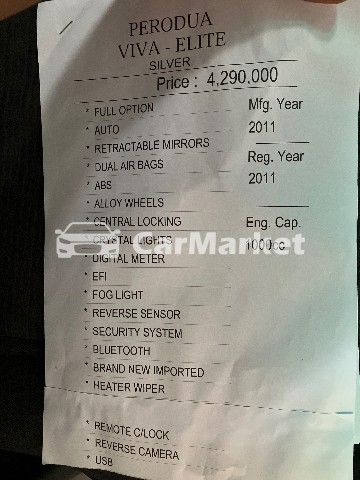 PERODUA
VIVA - ELITE
SILVER
Price : 4,290,000
* FULL OPTION
Mfg. Year
* AUTO
2011
* RETRACTABLE MIRRORS
* DUAL AIR BAGS
Reg. Year
* ABS
2011
* ALLOY WHEELS
* CENTRAL LOCKING
Eng. Cap.
* CRYSTAL LIGHTS
1000cc
CarMarket
* DIGITAL METER
* EFI
* FOG LIGHT
* REVERSE SENSOR
* SECURITY SYSTEM
* BLUETOOTH
* BRAND NEW IMPORTED
* HEATER WIPER
* REMOTE C/LOCK
* REVERSE CAMERA
* USB